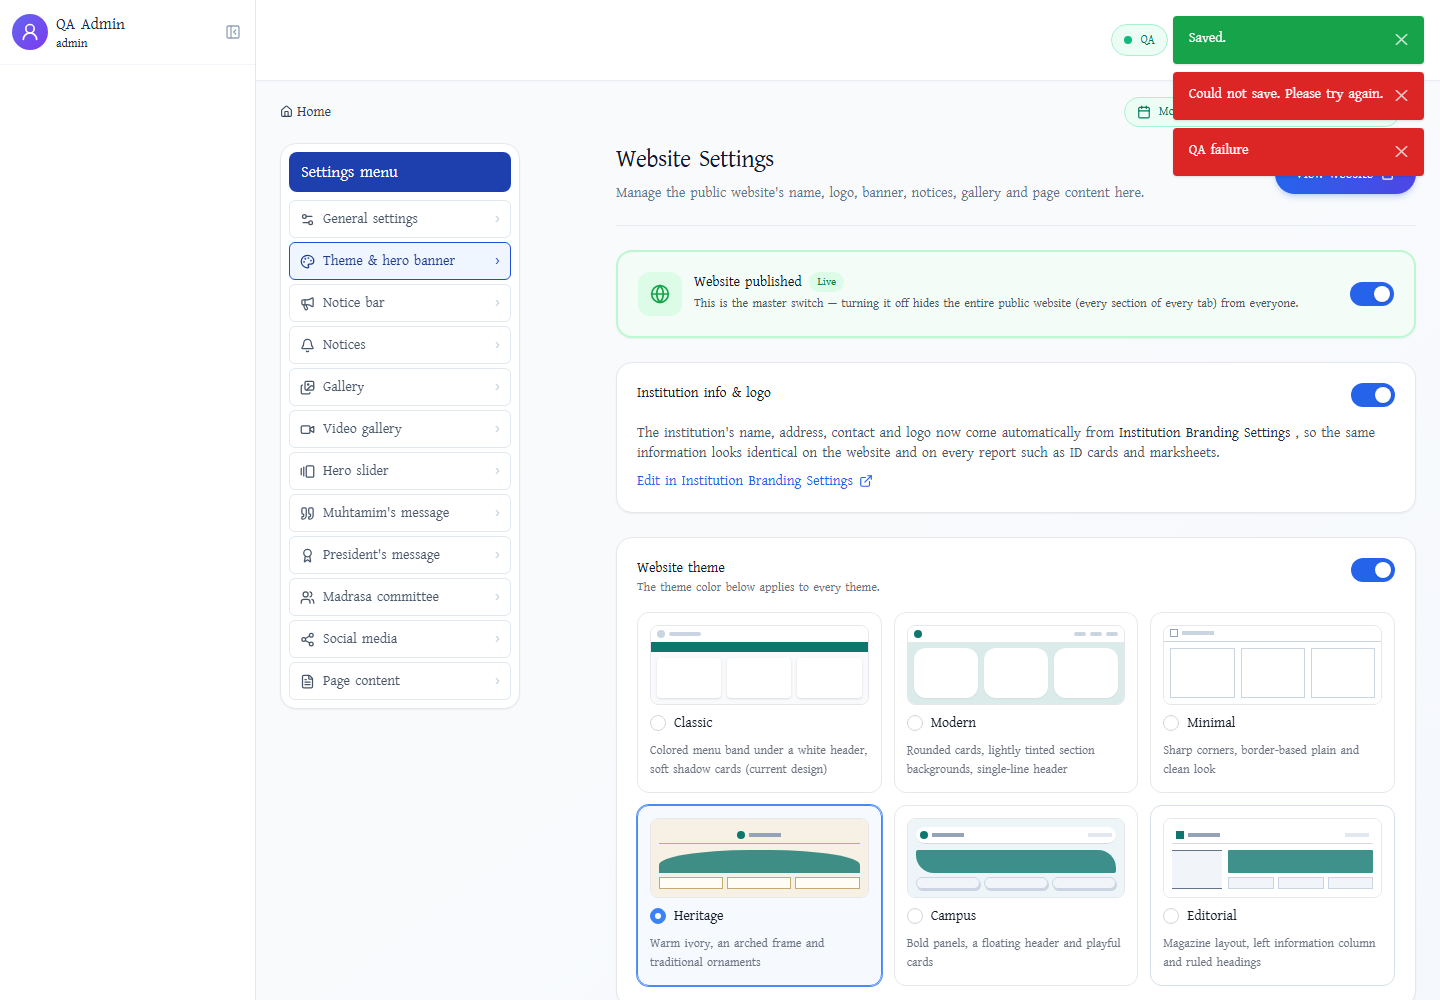 QA Admin
admin
QA
Saved.
Could not save. Please try again.
QA failure
Home
Settings menu
General settings
Theme & hero banner
Notice bar
Notices
Gallery
Video gallery
Hero slider
Muhtamim's message
President's message
Madrasa committee
Social media
Page content
Website Settings
Manage the public website's name, logo, banner, notices, gallery and page content here.
Website published Live
This is the master switch — turning it off hides the entire public website (every section of every tab) from everyone.
Institution info & logo
The institution's name, address, contact and logo now come automatically from Institution Branding Settings , so the same
information looks identical on the website and on every report such as ID cards and marksheets.
Edit in Institution Branding Settings
Website theme
The theme color below applies to every theme.
Classic
Colored menu band under a white header,
soft shadow cards (current design)
Modern
Rounded cards, lightly tinted section
backgrounds, single-line header
Minimal
Sharp corners, border-based plain and
clean look
Heritage
Warm ivory, an arched frame and
traditional ornaments
Campus
Bold panels, a floating header and playful
cards
Editorial
Magazine layout, left information column
and ruled headings